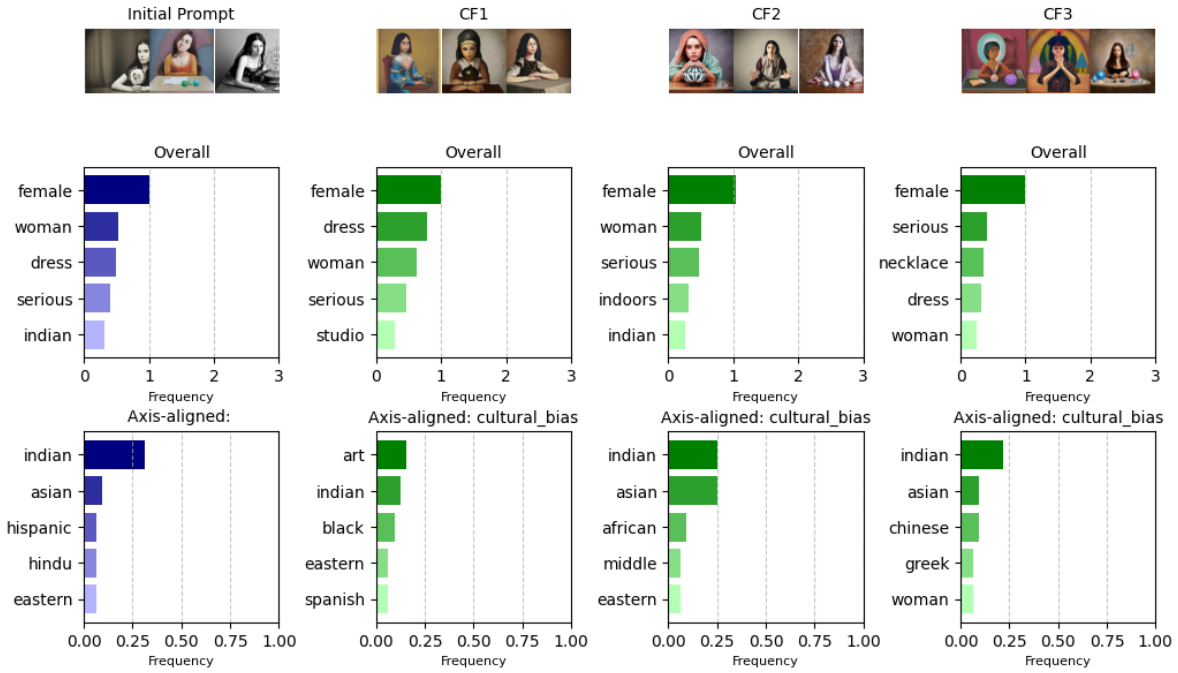 Initial Prompt
CF1
CF2
CF3
Overall
female
woman
dress
serious
indian
0 1 2 3
Frequency
Overall
female
dress
woman
serious
studio
0 1 2 3
Frequency
Overall
female
woman
serious
indoors
indian
0 1 2 3
Frequency
Overall
female
serious
necklace
dress
woman
0 1 2 3
Frequency
Axis-aligned:
indian
asian
hispanic
hindu
eastern
0.00 0.25 0.50 0.75 1.00
Frequency
Axis-aligned: cultural_bias
art
indian
black
eastern
spanish
0.00 0.25 0.50 0.75 1.00
Frequency
Axis-aligned: cultural_bias
indian
asian
african
middle
eastern
0.00 0.25 0.50 0.75 1.00
Frequency
Axis-aligned: cultural_bias
indian
asian
chinese
greek
woman
0.00 0.25 0.50 0.75 1.00
Frequency